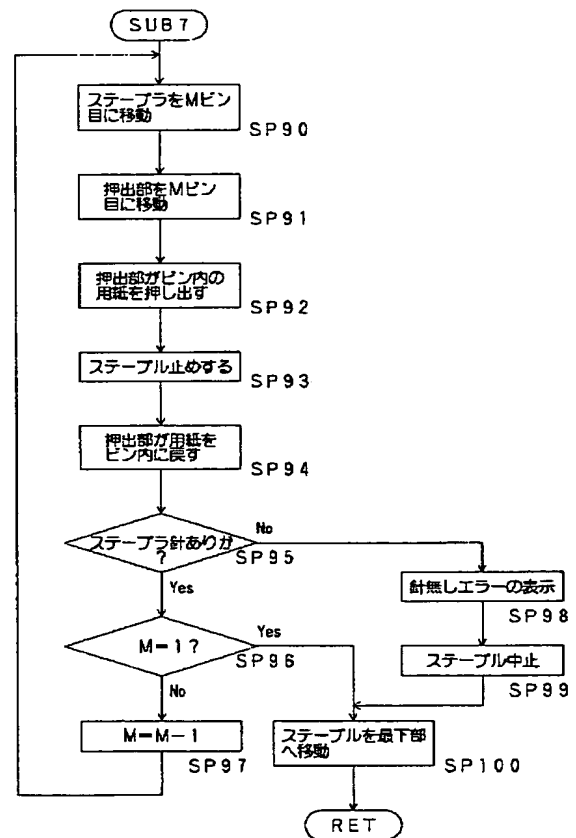 SUB7
ステープラをMビン
目に移動
SP90
押出部をMビン
目に移動
SP91
押出部がビン内の
用紙を押し出す
SP92
ステープル止めする
SP93
押出部が用紙を
ビン内に戻す
SP94
ステープラ針ありか
?
SP95
No
Yes
針無しエラーの表示
SP98
M=1?
SP96
Yes
No
ステープル中止
SP99
M=M-1
SP97
ステープルを最下部
へ移動
SP100
RET